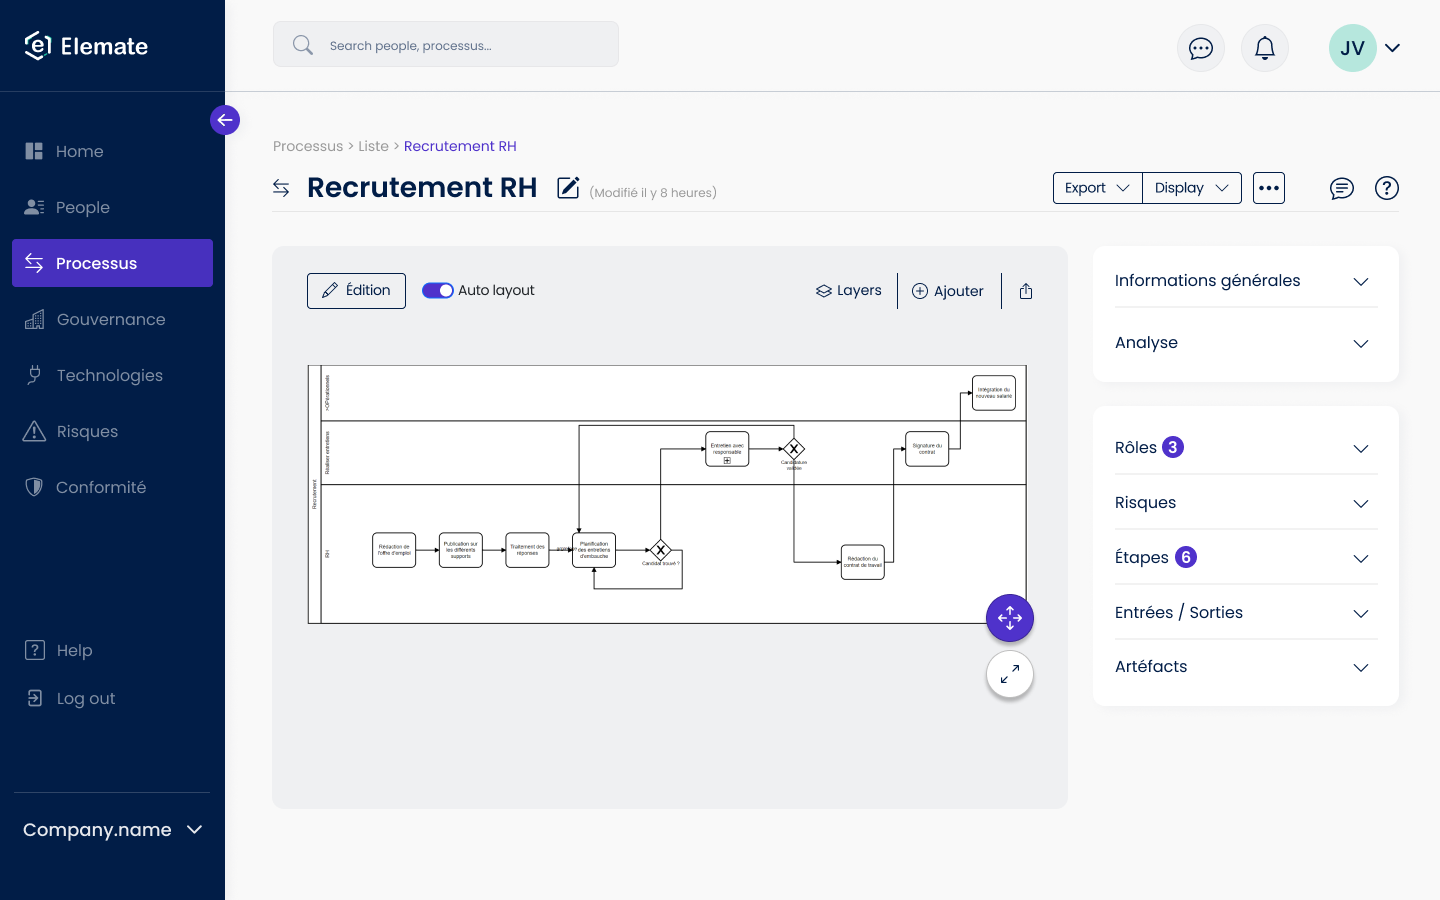 Elemate
Search people, processus...
JV
Home
People
Processus
Gouvernance
Technologies
Risques
Conformité
Help
Log out
Company.name
Processus > Liste > Recrutement RH
Recrutement RH
(Modifié il y 8 heures)
Export
Display
Édition
Auto layout
Layers
Ajouter
Recrutement
Réaliser entretiens
RH
Intégration du
nouveau salarié
Entretien avec
responsable
X
Candidature
Signature du
contrat
Rédaction de
l'offre d'emploi
Publication sur
les différents
supports
Traitement des
réponses
Planification
des entretiens
d'embauche
X
Candidat trouvé ?
Rédaction du
contrat de travail
Informations générales
Analyse
Rôles 3
Risques
Étapes 6
Entrées / Sorties
Artéfacts